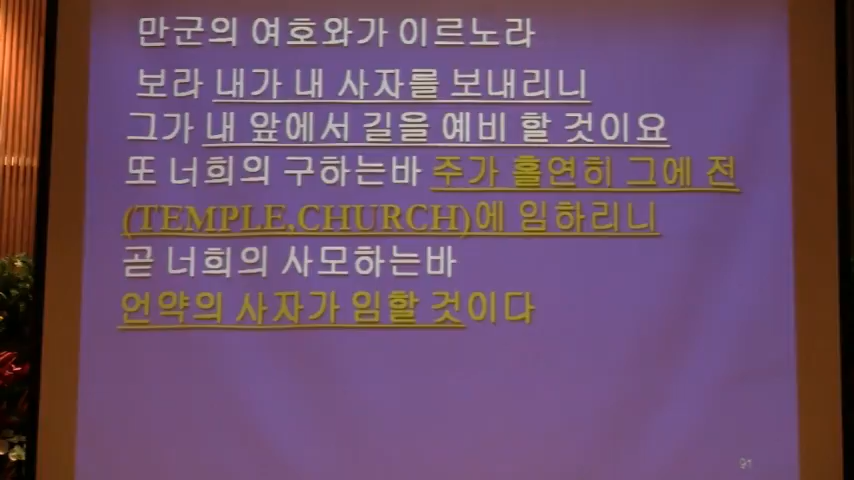 만군의 여호와가 이르노라
보라 내가 내 사자를 보내리니
그가 내 앞에서 길을 예비 할 것이요
또 너희의 구하는바 주가 홀연히 그에 전
(TEMPLE.CHURCH)에 임하리니
곧 너희의 사모하는바
언약의 사자가 임할 것이다
91